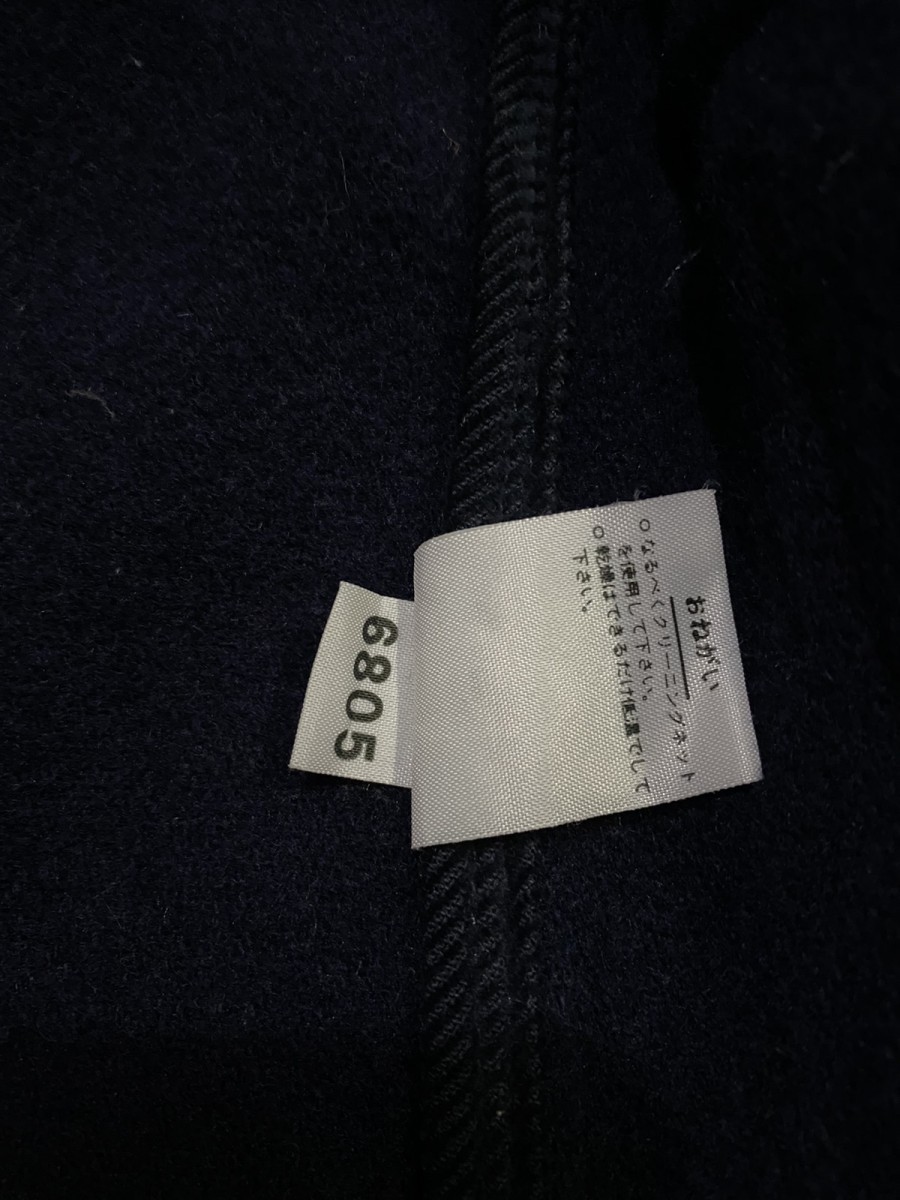 おねがい
○ なるべくクリーニングネット
を使用して下さい。
○ 乾燥はできるだけ低温でして
下さい。
6805